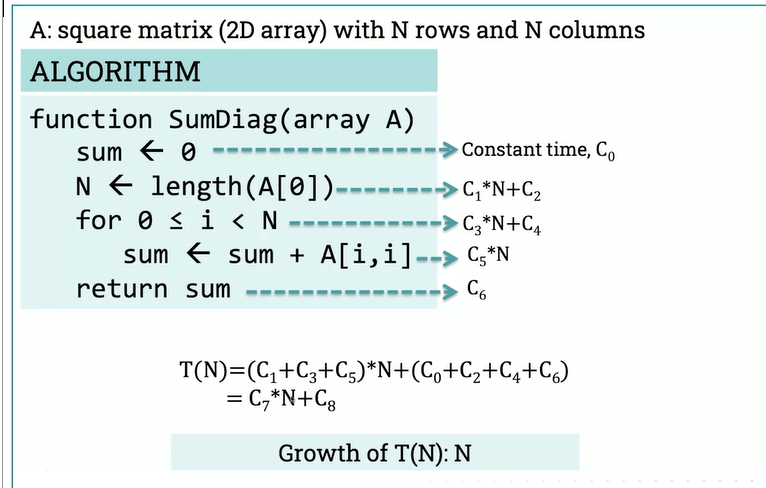 A: square matrix (2D array) with N rows and N columns
ALGORITHM
function SumDiag(array A)
sum ← 0 Constant time, C₀
N ← length(A[0]) C₁*N+C₂
for 0 ≤ i < N C₃*N+C₄
sum ← sum + A[i,i] C₅*N
return sum C₆
T(N)=(C₁+C₃+C₅)*N+(C₀+C₂+C₄+C₆)
= C₇*N+C₈
Growth of T(N): N